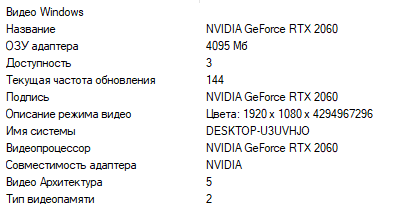 Видео Windows
Название NVIDIA GeForce RTX 2060
ОЗУ адаптера 4095 Мб
Доступность 3
Текущая частота обновления 144
Подпись NVIDIA GeForce RTX 2060
Описание режима видео Цвета: 1920 x 1080 x 4294967296
Имя системы DESKTOP-U3UVHJO
Видеопроцессор NVIDIA GeForce RTX 2060
Совместимость адаптера NVIDIA
Видео Архитектура 5
Тип видеопамяти 2